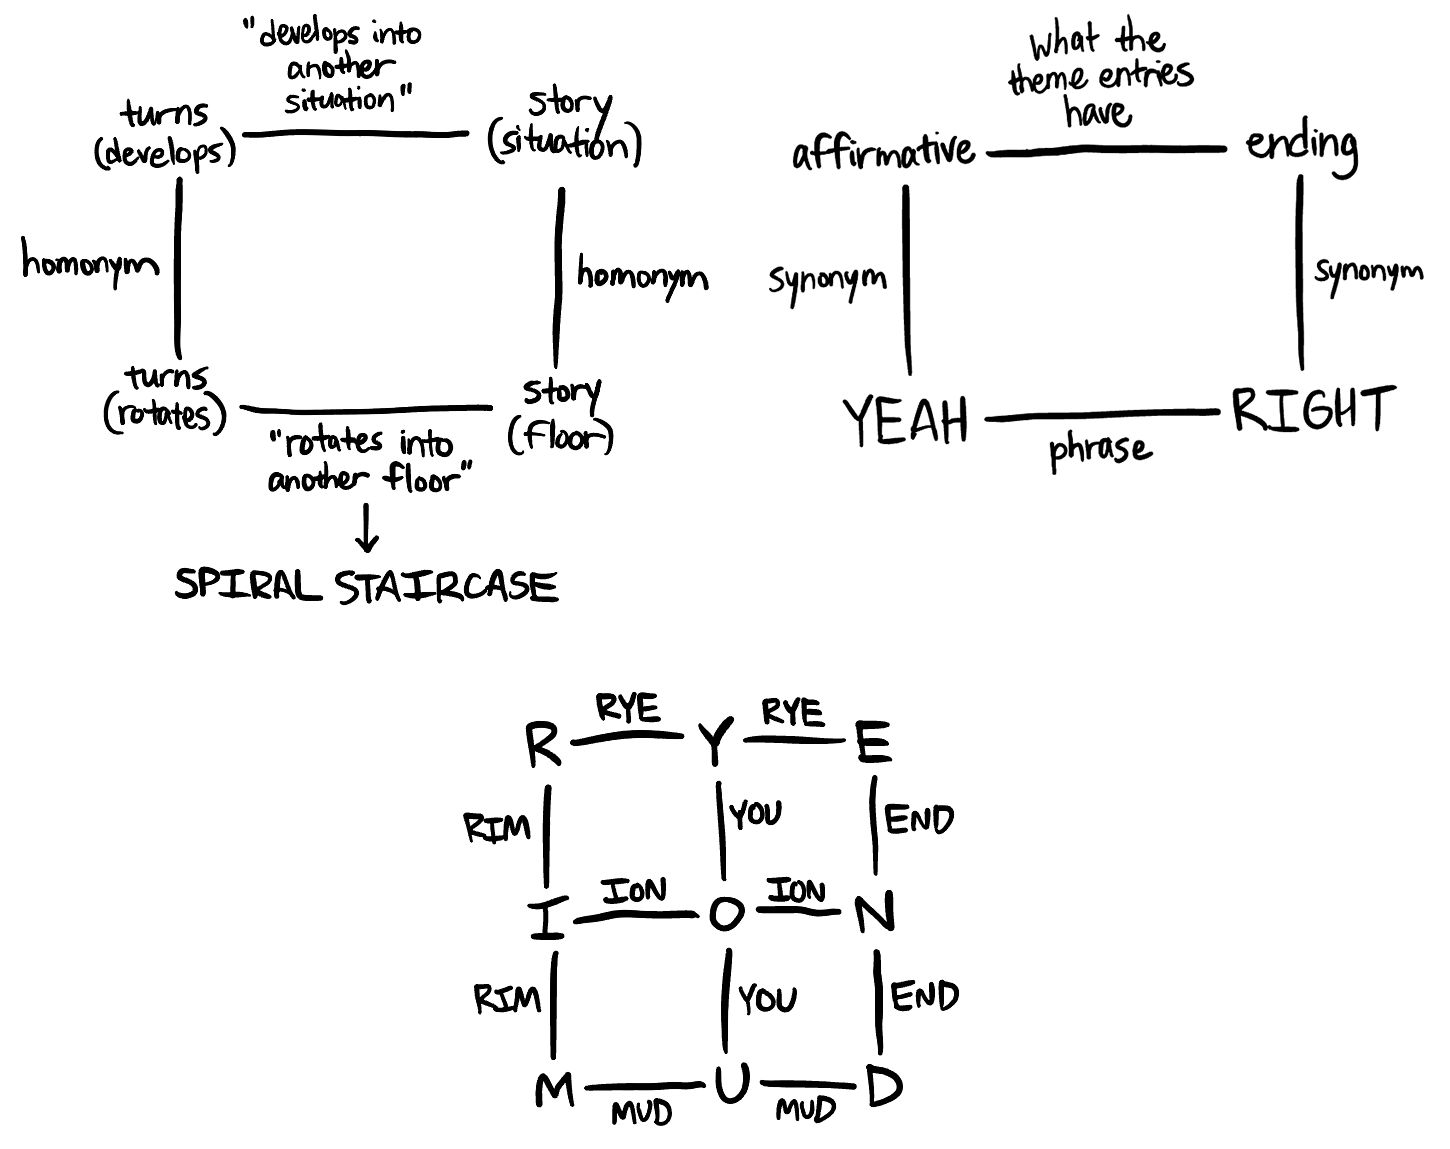 "develops into
another
situation"
turns
(develops)
story
(situation)
homonym
homonym
turns
(rotates)
story
(floor)
"rotates into
another floor"
SPIRAL STAIRCASE
what the
theme entries
have
affirmative
ending
synonym
synonym
YEAH
RIGHT
phrase
RYE RYE
R Y E
RIM YOU END
ION ION
I O N
RIM YOU END
M U D
MUD MUD